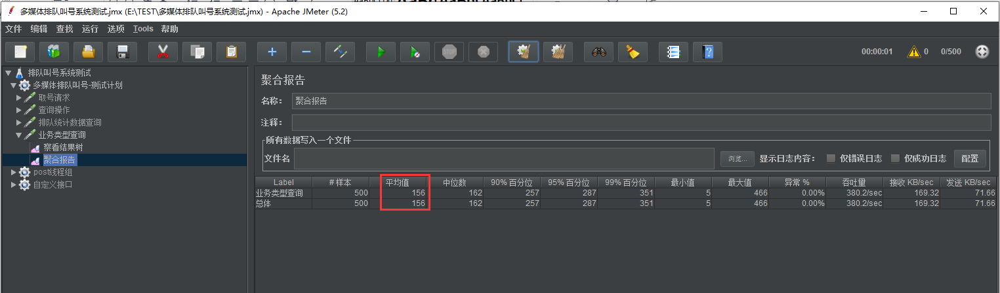 多媒体排队叫号系统测试.jmx (E:\TEST\多媒体排队叫号系统测试.jmx) - Apache JMeter (5.2)
文件 编辑 查找 运行 选项 Tools 帮助
00:00:01 0 0/500
排队叫号系统测试
多媒体排队叫号-测试计划
取号请求
查询操作
排队统计数据查询
业务类型查询
察看结果树
聚合报告
post线程组
自定义接口
聚合报告
名称: 聚合报告
注释:
所有数据写入一个文件
文件名 浏览... 显示日志内容: 仅错误日志 仅成功日志 配置
Label # 样本 平均值 中位数 90% 百分位 95% 百分位 99% 百分位 最小值 最大值 异常 % 吞吐量 接收 KB/sec 发送 KB/sec
业务类型查询 500 156 162 257 287 351 5 466 0.00% 380.2/sec 169.32 71.66
总体 500 156 162 257 287 351 5 466 0.00% 380.2/sec 169.32 71.66